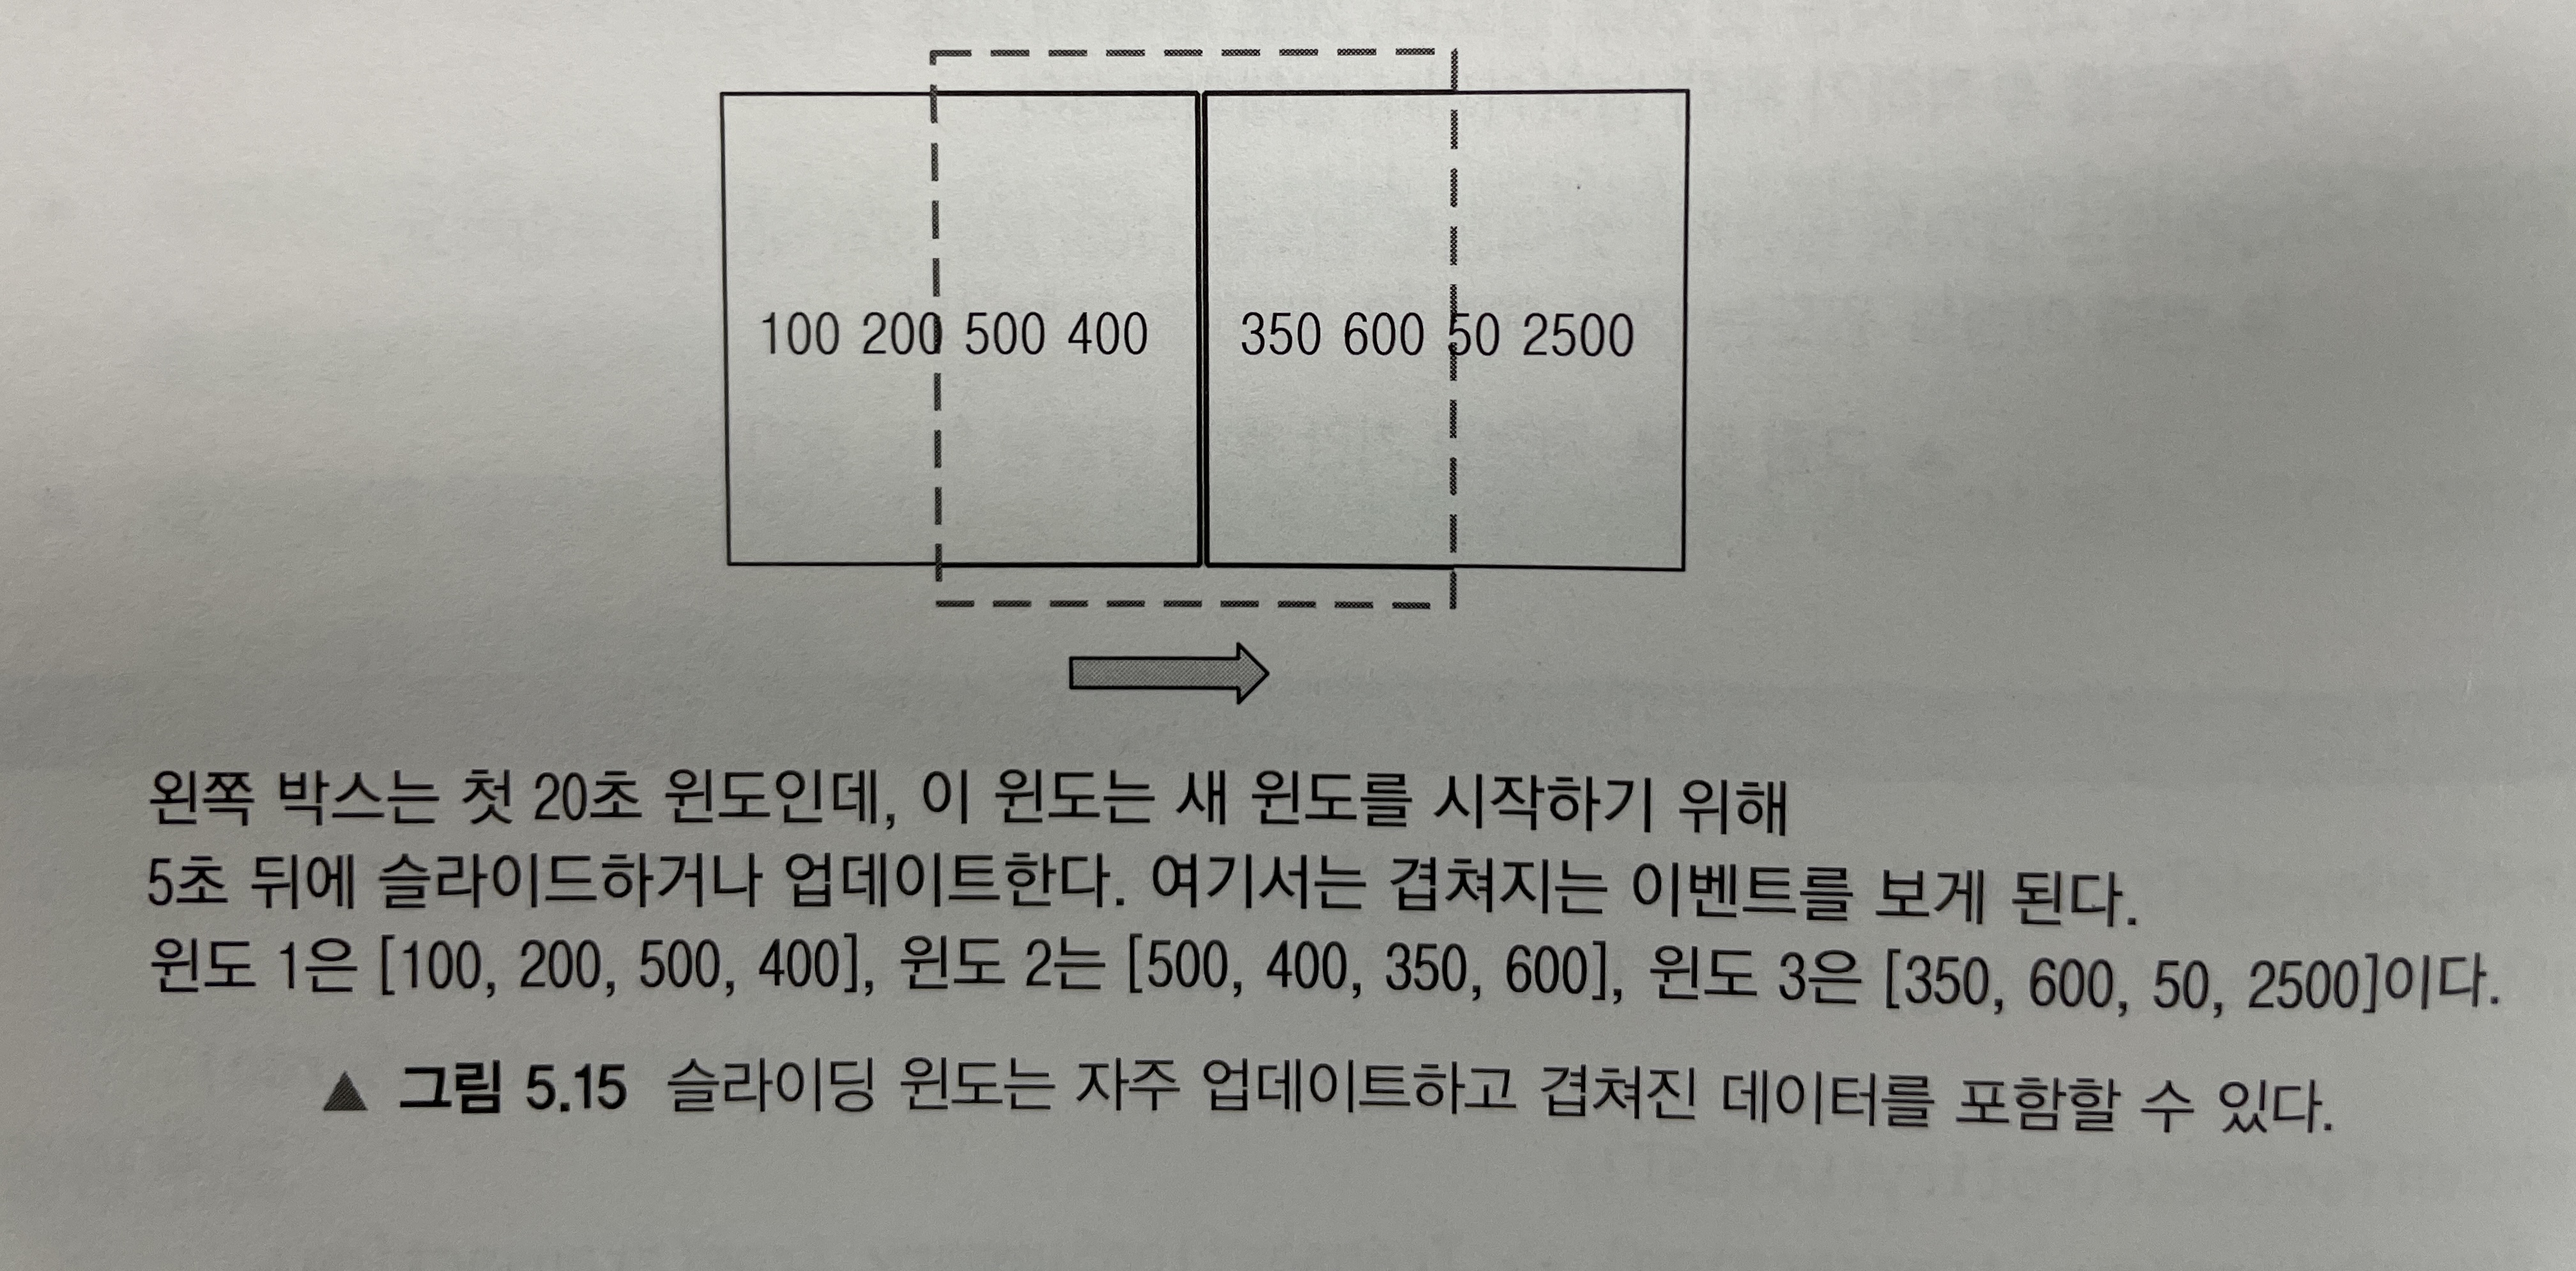 100 200 500 400 350 600 50 2500
왼쪽 박스는 첫 20초 윈도인데, 이 윈도는 새 윈도를 시작하기 위해
5초 뒤에 슬라이드하거나 업데이트한다. 여기서는 겹쳐지는 이벤트를 보게 된다.
윈도 1은 [100, 200, 500, 400], 윈도 2는 [500, 400, 350, 600], 윈도 3은 [350, 600, 50, 2500]이다.
▲ 그림 5.15 슬라이딩 윈도는 자주 업데이트하고 겹쳐진 데이터를 포함할 수 있다.